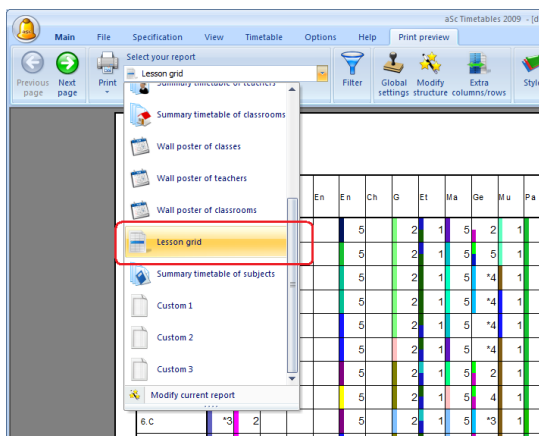 aSc Timetables 2009 - [d
Main File Specification View Timetable Options Help Print preview
Previous page
Next page
Print
Select your report
Lesson grid
Filter
Global settings
Modify structure
Extra columns/rows
Style
Summary timetable of teachers
Summary timetable of classrooms
Wall poster of classes
Wall poster of teachers
Wall poster of classrooms
Lesson grid
Summary timetable of subjects
Custom 1
Custom 2
Custom 3
Modify current report
En En Ch G Et Ma Ge Mu Pa
5 2 1 5 2 1
5 2 1 5 5 1
5 2 1 5 *4 1
5 2 1 5 *4 1
5 2 1 5 *4 1
5 2 1 5 *4 1
5 2 1 5 2 1
5 2 1 5 4 1
6.C *3 2 5 2 1 5 *3 1